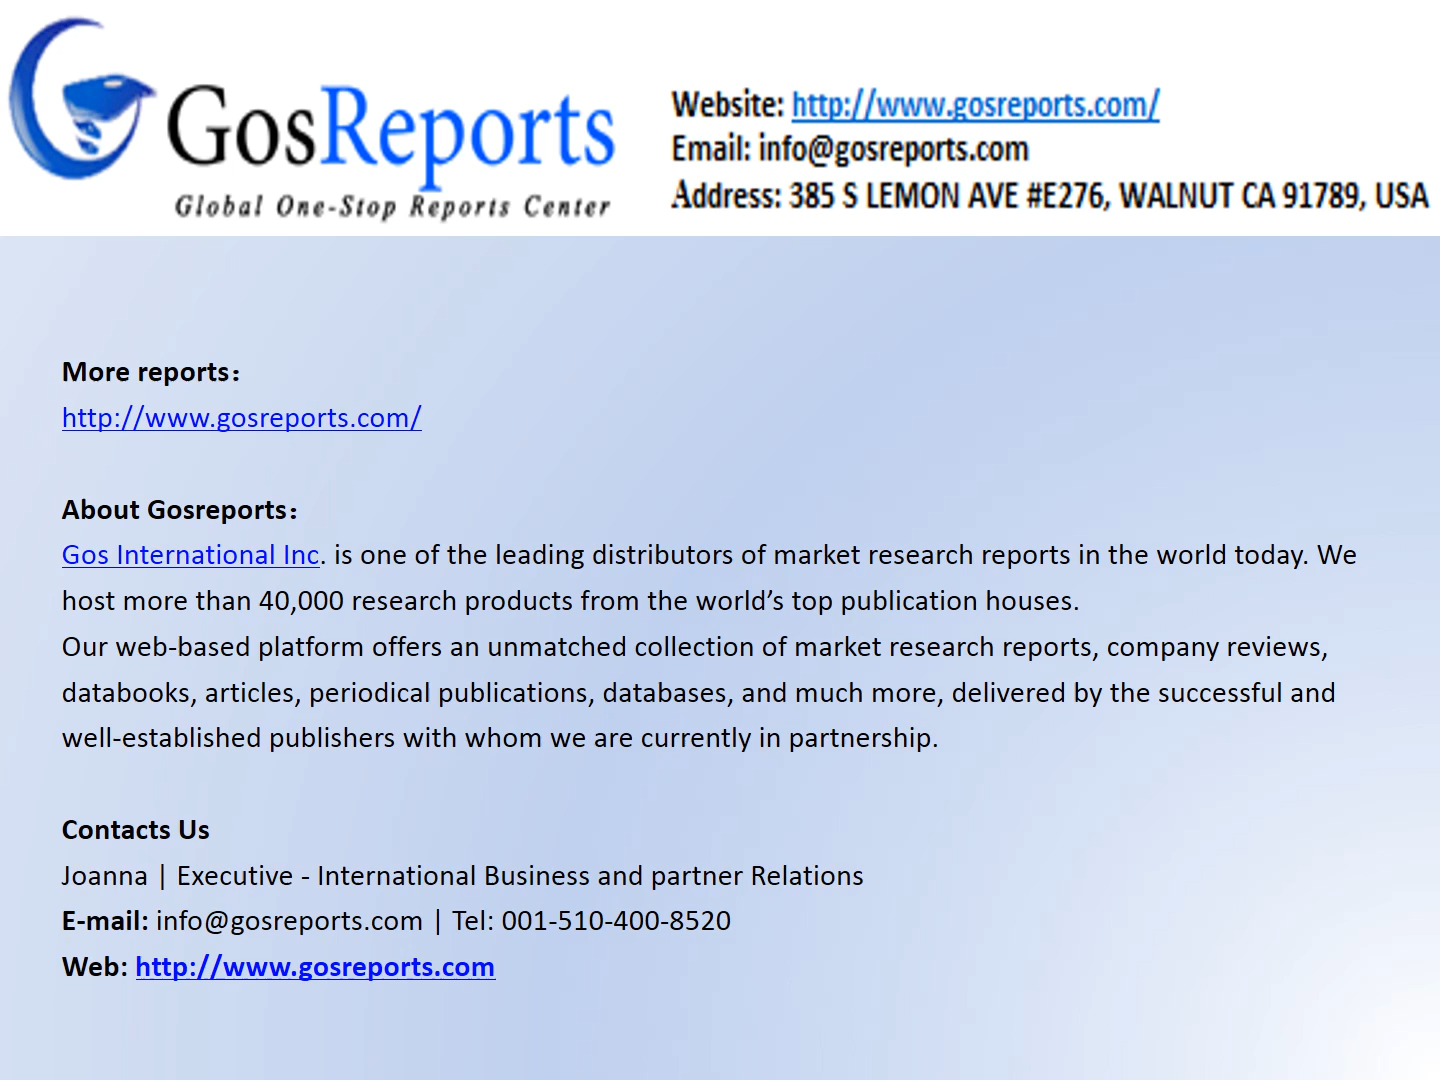 GosReports
Global One-Stop Reports Center
Website: http://www.gosreports.com/
Email: info@gosreports.com
Address: 385 S LEMON AVE #E276, WALNUT CA 91789, USA
More reports：
http://www.gosreports.com/
About Gosreports：
Gos International Inc. is one of the leading distributors of market research reports in the world today. We
host more than 40,000 research products from the world’s top publication houses.
Our web-based platform offers an unmatched collection of market research reports, company reviews,
databooks, articles, periodical publications, databases, and much more, delivered by the successful and
well-established publishers with whom we are currently in partnership.
Contacts Us
Joanna | Executive - International Business and partner Relations
E-mail: info@gosreports.com | Tel: 001-510-400-8520
Web: http://www.gosreports.com